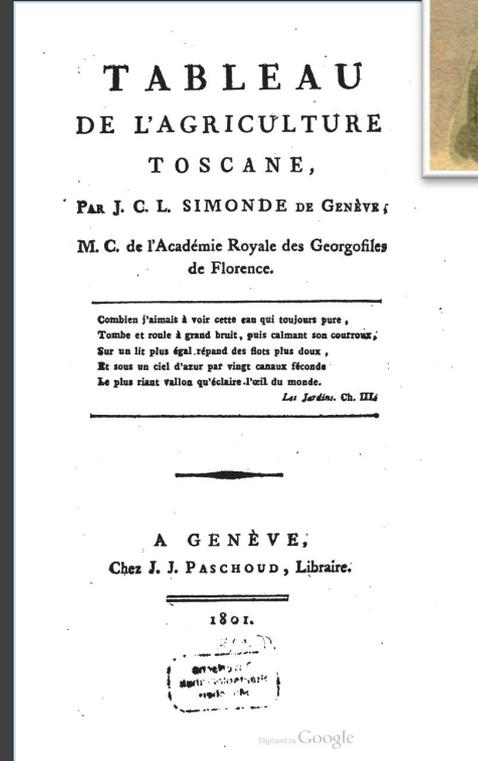 TABLEAU
DE L'AGRICULTURE
TOSCANE,
PAR J. C. L. SIMONDE DE GENÈVE;
M. C. de l'Académie Royale des Georgofiles
de Florence.
Combien j'aimais à voir cette eau qui toujours pure,
Tombe et roule à grand bruit, puis calmant son courroux,
Sur un lit plus égal répand des flots plus doux,
Et sous un ciel d'azur par vingt canaux féconde
Le plus riant vallon qu'éclaire l'œil du monde.
Les Jardins. Ch. III.
A GENÈVE,
Chez J. J. PASCHOUD, Libraire.
1801.
Digitized by Google